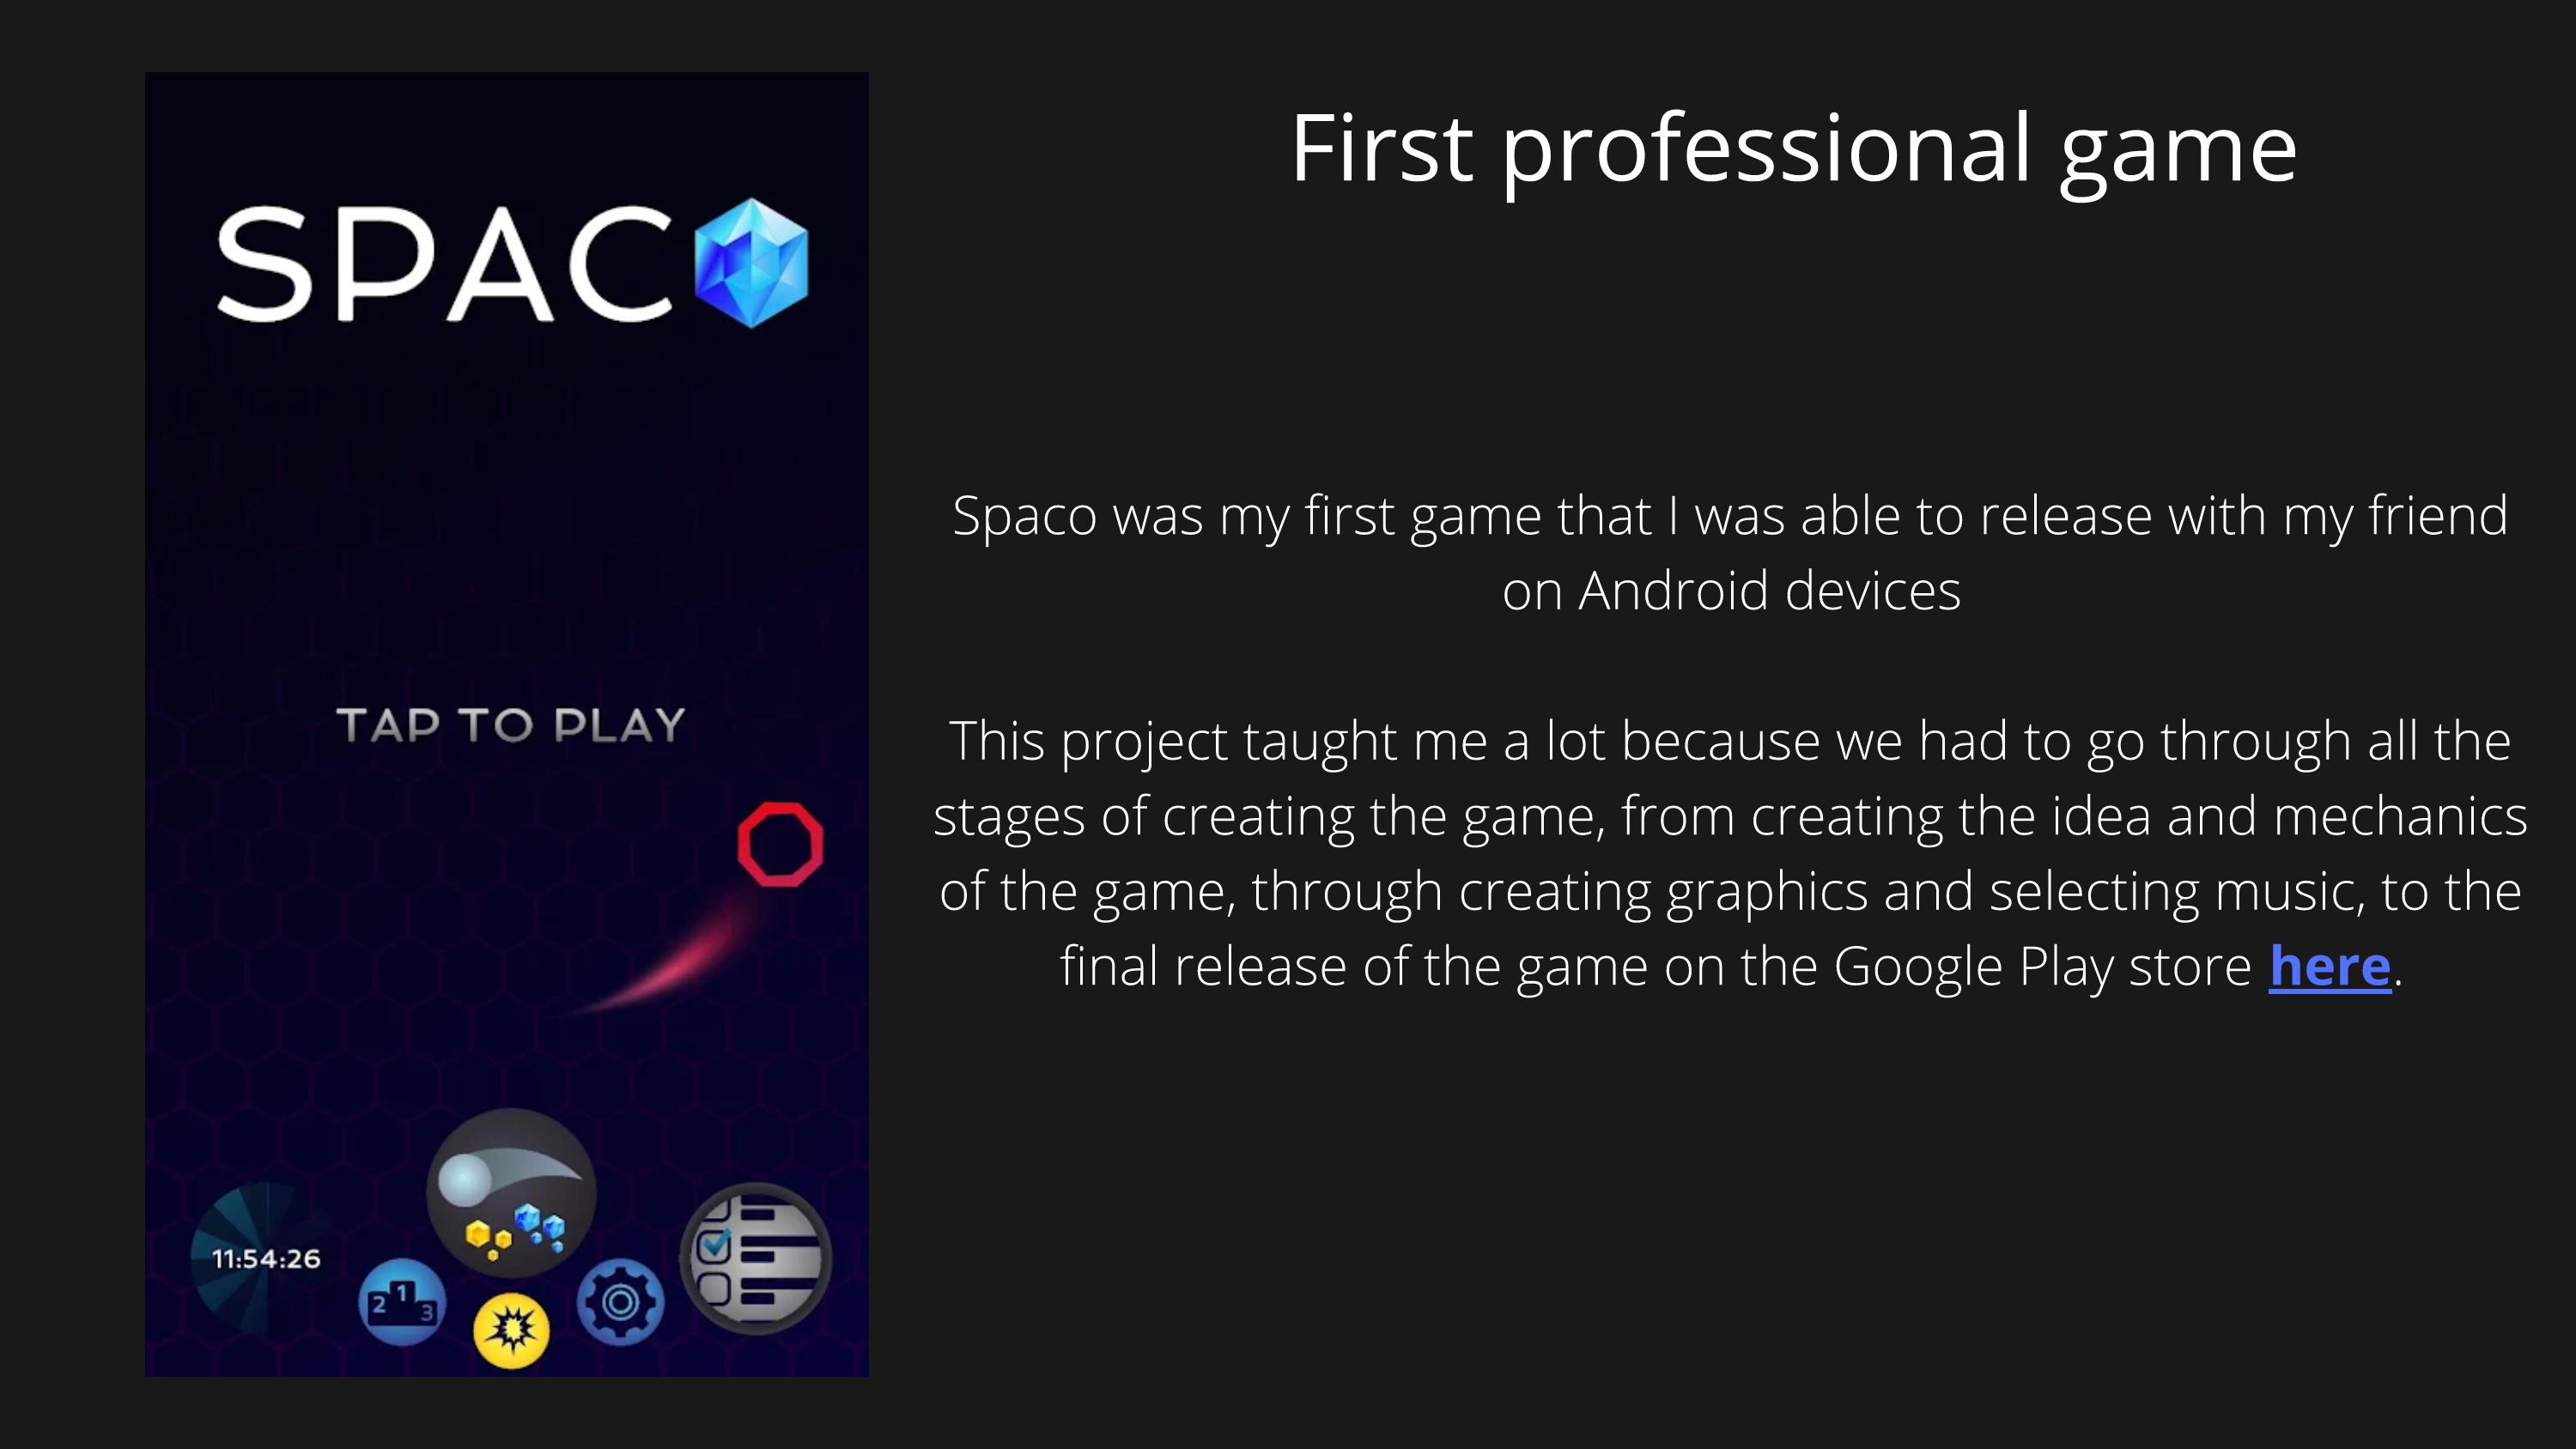 SPAC
TAP TO PLAY
11:54:26
2 1 3
First professional game
Spaco was my first game that I was able to release with my friend
on Android devices
This project taught me a lot because we had to go through all the
stages of creating the game, from creating the idea and mechanics
of the game, through creating graphics and selecting music, to the
final release of the game on the Google Play store here.